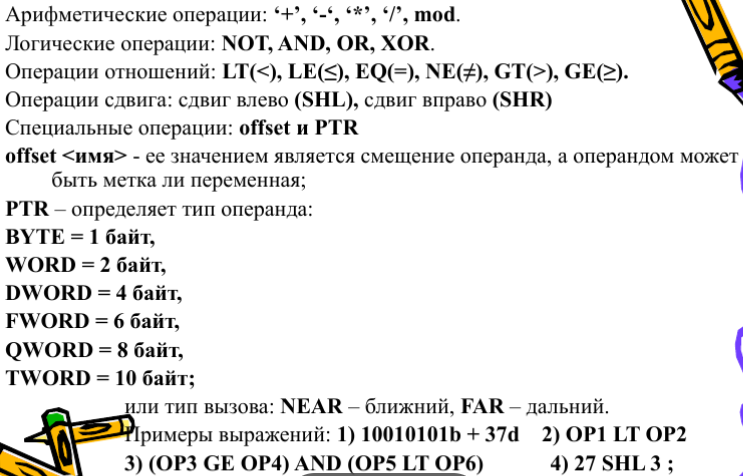 Арифметические операции: ‘+’, ‘-‘, ‘*’, ‘/’, mod.
Логические операции: NOT, AND, OR, XOR.
Операции отношений: LT(<), LE(≤), EQ(=), NE(≠), GT(>), GE(≥).
Операции сдвига: сдвиг влево (SHL), сдвиг вправо (SHR)
Специальные операции: offset и PTR
offset <имя> - ее значением является смещение операнда, а операндом может
быть метка ли переменная;
PTR – определяет тип операнда:
BYTE = 1 байт,
WORD = 2 байт,
DWORD = 4 байт,
FWORD = 6 байт,
QWORD = 8 байт,
TWORD = 10 байт;
или тип вызова: NEAR – ближний, FAR – дальний.
Примеры выражений: 1) 10010101b + 37d 2) OP1 LT OP2
3) (OP3 GE OP4) AND (OP5 LT OP6) 4) 27 SHL 3 ;